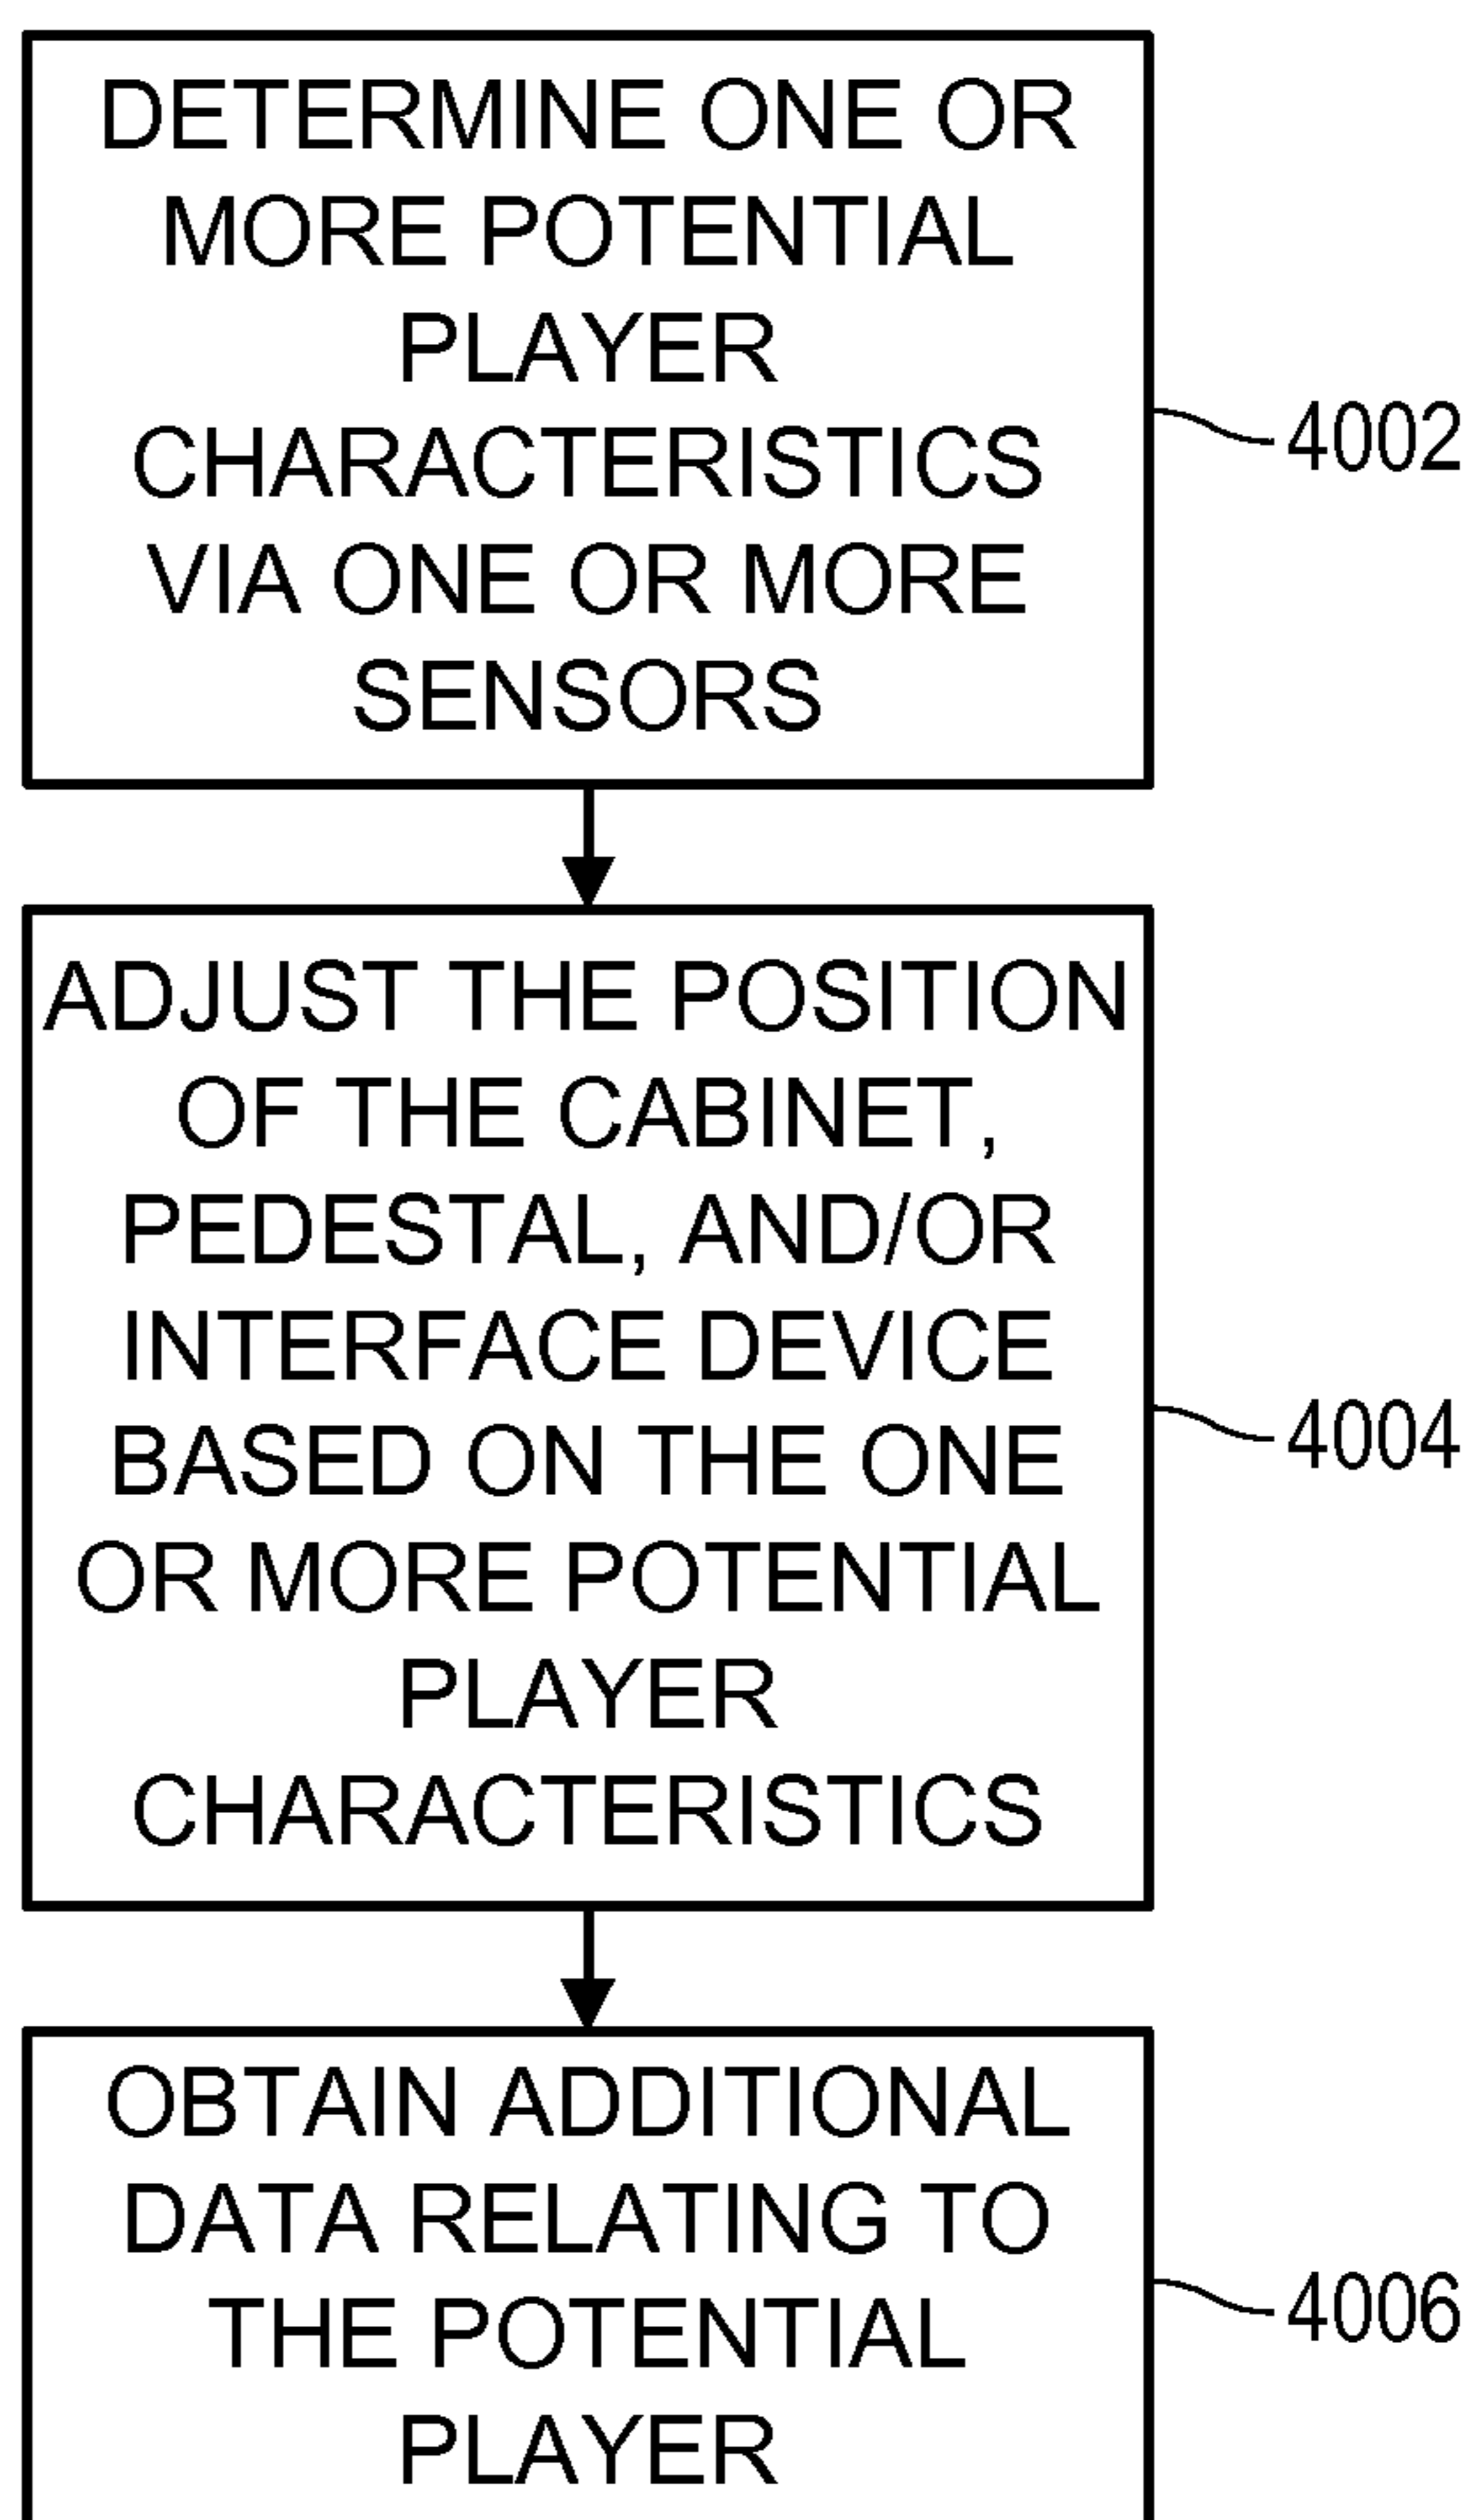 DETERMINE ONE OR
MORE POTENTIAL
PLAYER
CHARACTERISTICS
VIA ONE OR MORE
SENSORS
4002
ADJUST THE POSITION
OF THE CABINET,
PEDESTAL, AND/OR
INTERFACE DEVICE
BASED ON THE ONE
OR MORE POTENTIAL
PLAYER
CHARACTERISTICS
4004
OBTAIN ADDITIONAL
DATA RELATING TO
THE POTENTIAL
PLAYER
4006